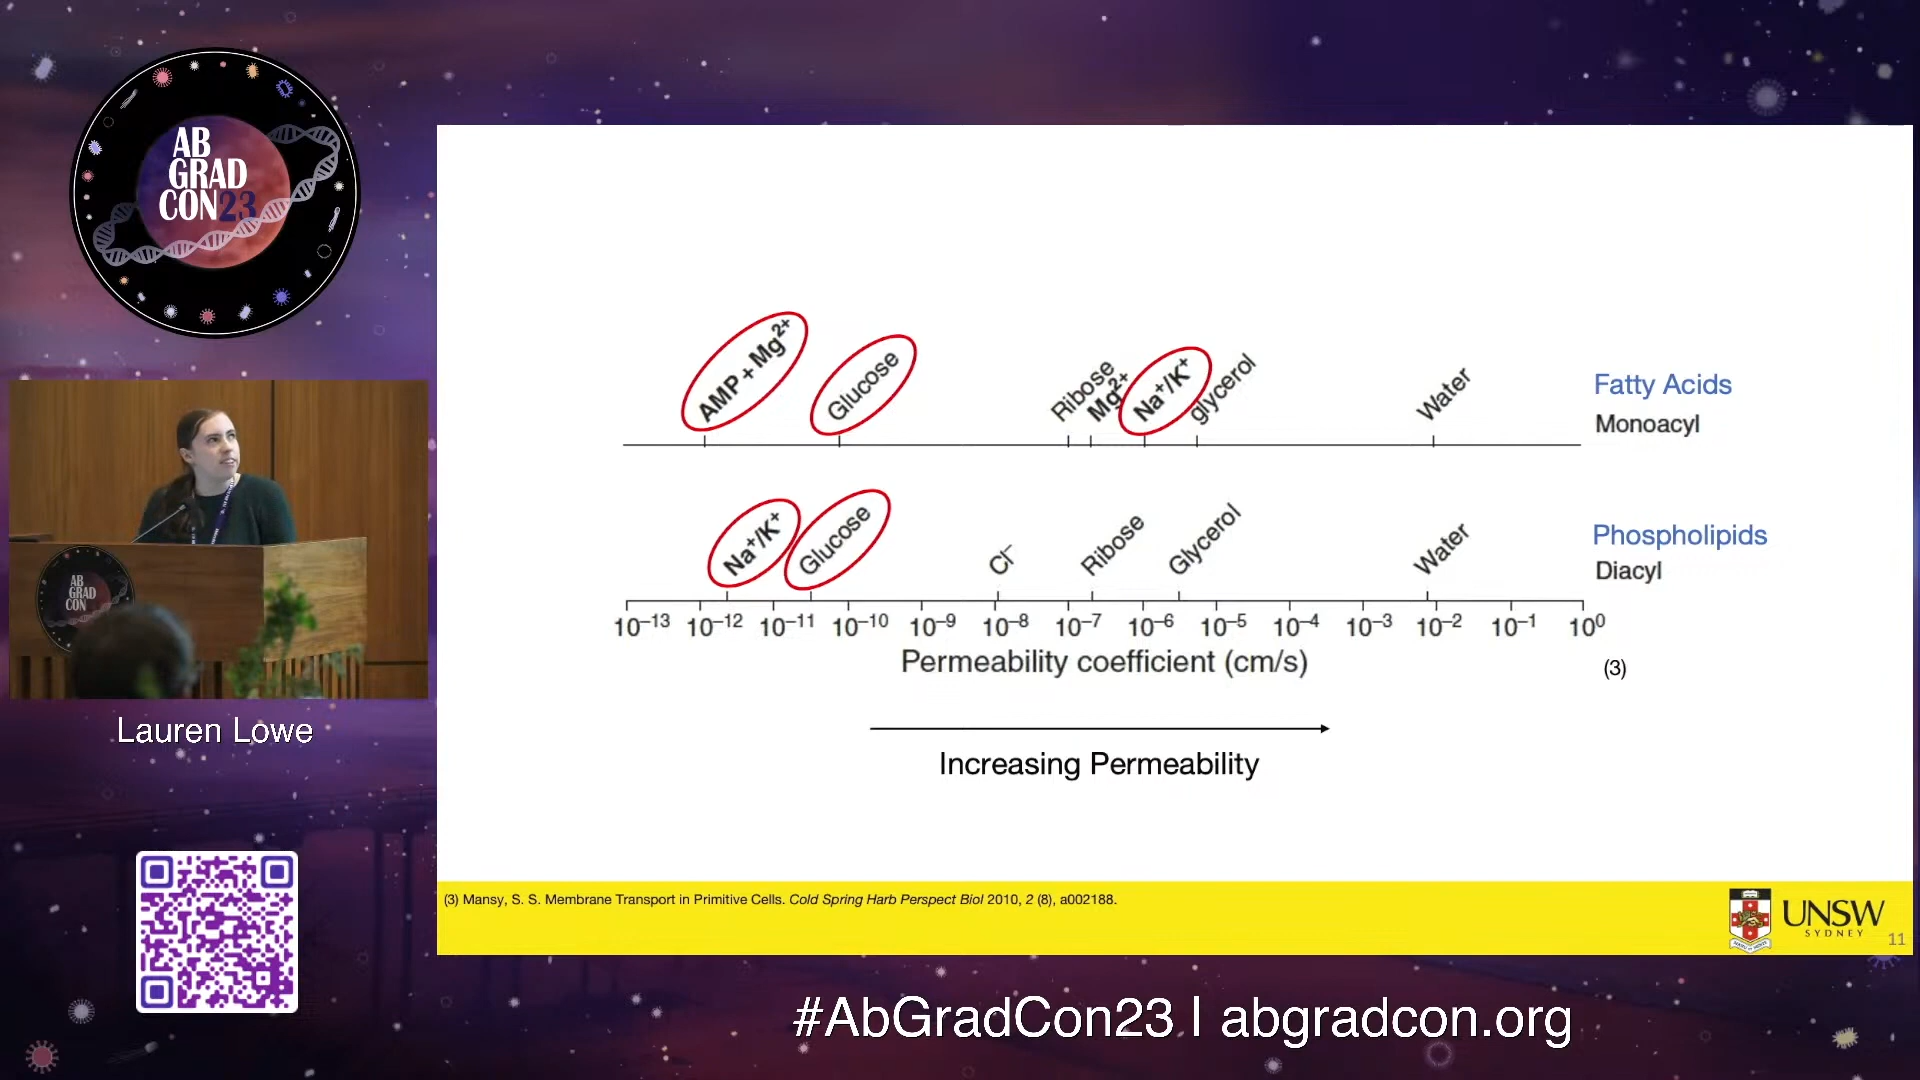 AB
GRAD
CON23
AMP + Mg²⁺
Glucose
Ribose
Mg²⁺
Na⁺/K⁺
glycerol
Water
Fatty Acids
Monoacyl
Na⁺/K⁺
Glucose
Cl⁻
Ribose
Glycerol
Water
Phospholipids
Diacyl
10⁻¹³ 10⁻¹² 10⁻¹¹ 10⁻¹⁰ 10⁻⁹ 10⁻⁸ 10⁻⁷ 10⁻⁶ 10⁻⁵ 10⁻⁴ 10⁻³ 10⁻² 10⁻¹ 10⁰
Permeability coefficient (cm/s)
(3)
Increasing Permeability
AB
GRAD
CON
Lauren Lowe
(3) Mansy, S. S. Membrane Transport in Primitive Cells. Cold Spring Harb Perspect Biol 2010, 2 (8), a002188.
UNSW
SYDNEY
11
#AbGradCon23 | abgradcon.org